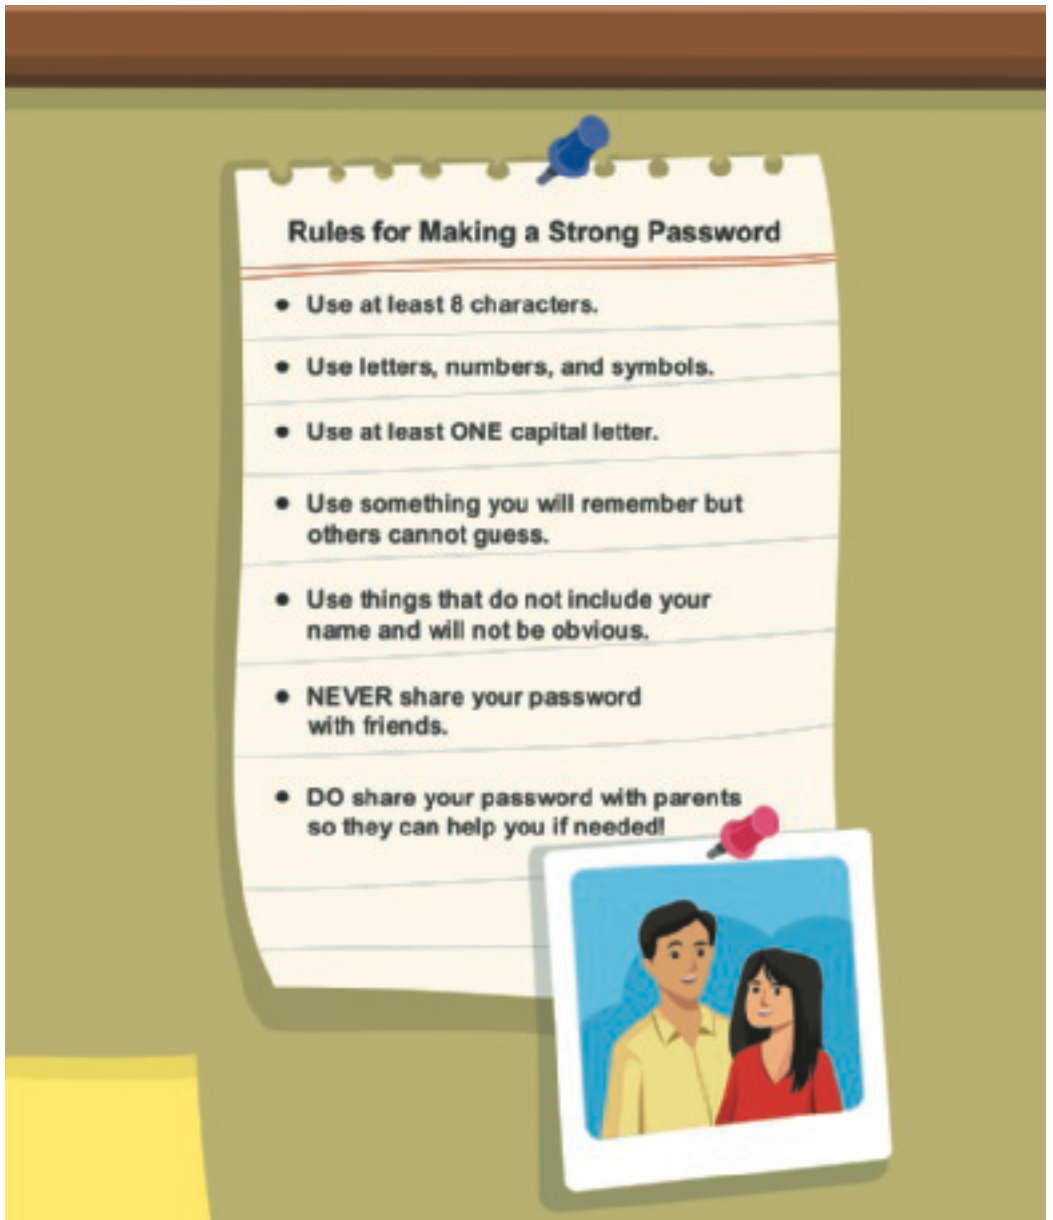 Rules for Making a Strong Password
• Use at least 8 characters.
• Use letters, numbers, and symbols.
• Use at least ONE capital letter.
• Use something you will remember but
others cannot guess.
• Use things that do not include your
name and will not be obvious.
• NEVER share your password
with friends.
• DO share your password with parents
so they can help you if needed!